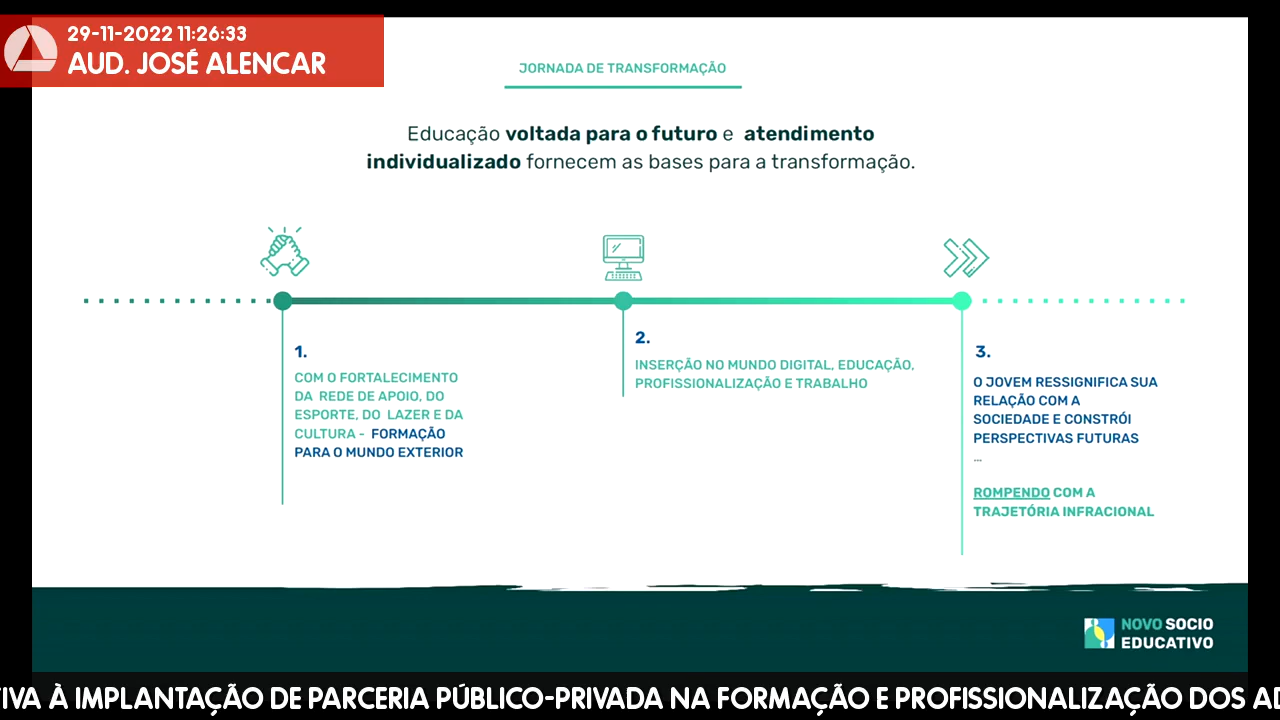 29-11-2022 11:26:33
AUD. JOSÉ ALENCAR
JORNADA DE TRANSFORMAÇÃO
Educação voltada para o futuro e atendimento
individualizado fornecem as bases para a transformação.
1.
COM O FORTALECIMENTO
DA REDE DE APOIO, DO
ESPORTE, DO LAZER E DA
CULTURA - FORMAÇÃO
PARA O MUNDO EXTERIOR
2.
INSERÇÃO NO MUNDO DIGITAL, EDUCAÇÃO,
PROFISSIONALIZAÇÃO E TRABALHO
3.
O JOVEM RESSIGNIFICA SUA
RELAÇÃO COM A
SOCIEDADE E CONSTRÓI
PERSPECTIVAS FUTURAS
...
ROMPENDO COM A
TRAJETÓRIA INFRACIONAL
NOVO SOCIO
EDUCATIVO
À IMPLANTAÇÃO DE PARCERIA PÚBLICO-PRIVADA NA FORMAÇÃO E PROFISSIONALIZAÇÃO DOS